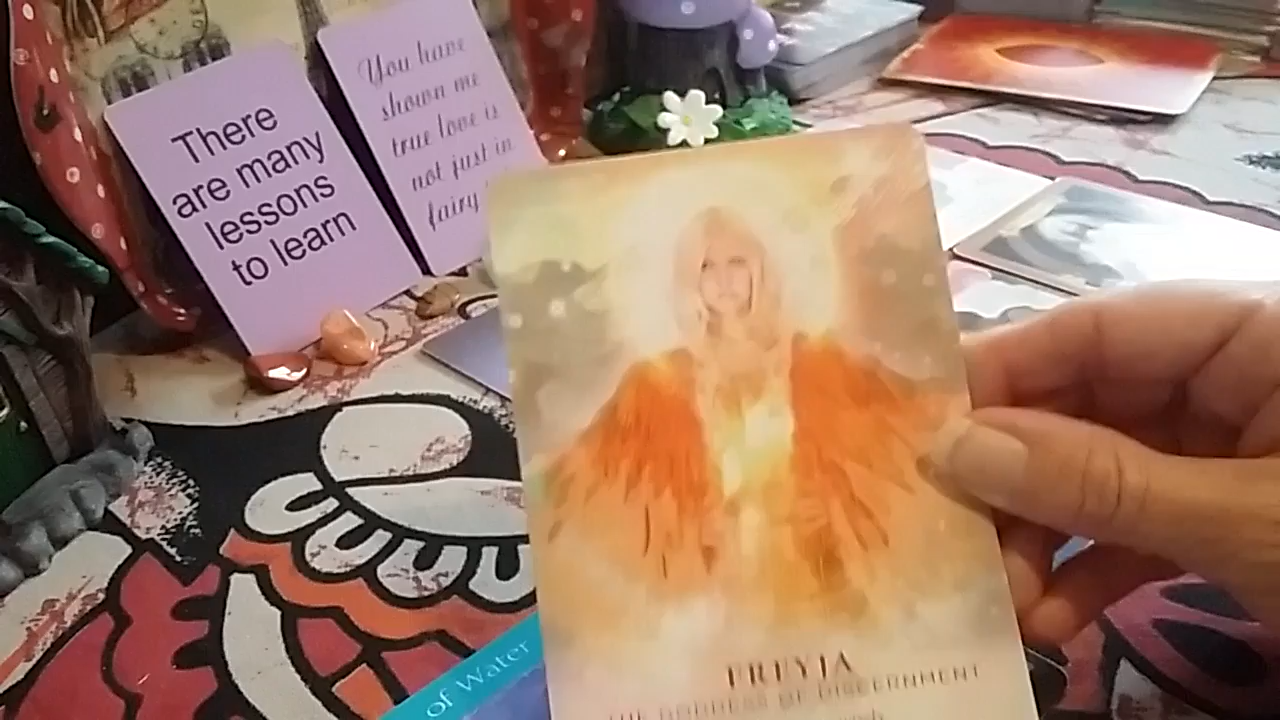 There
are many
lessons
to learn
You have
shown me
true love is
not just in
fairy
FREYJA
THE GODDESS OF DISCERNMENT
of Water